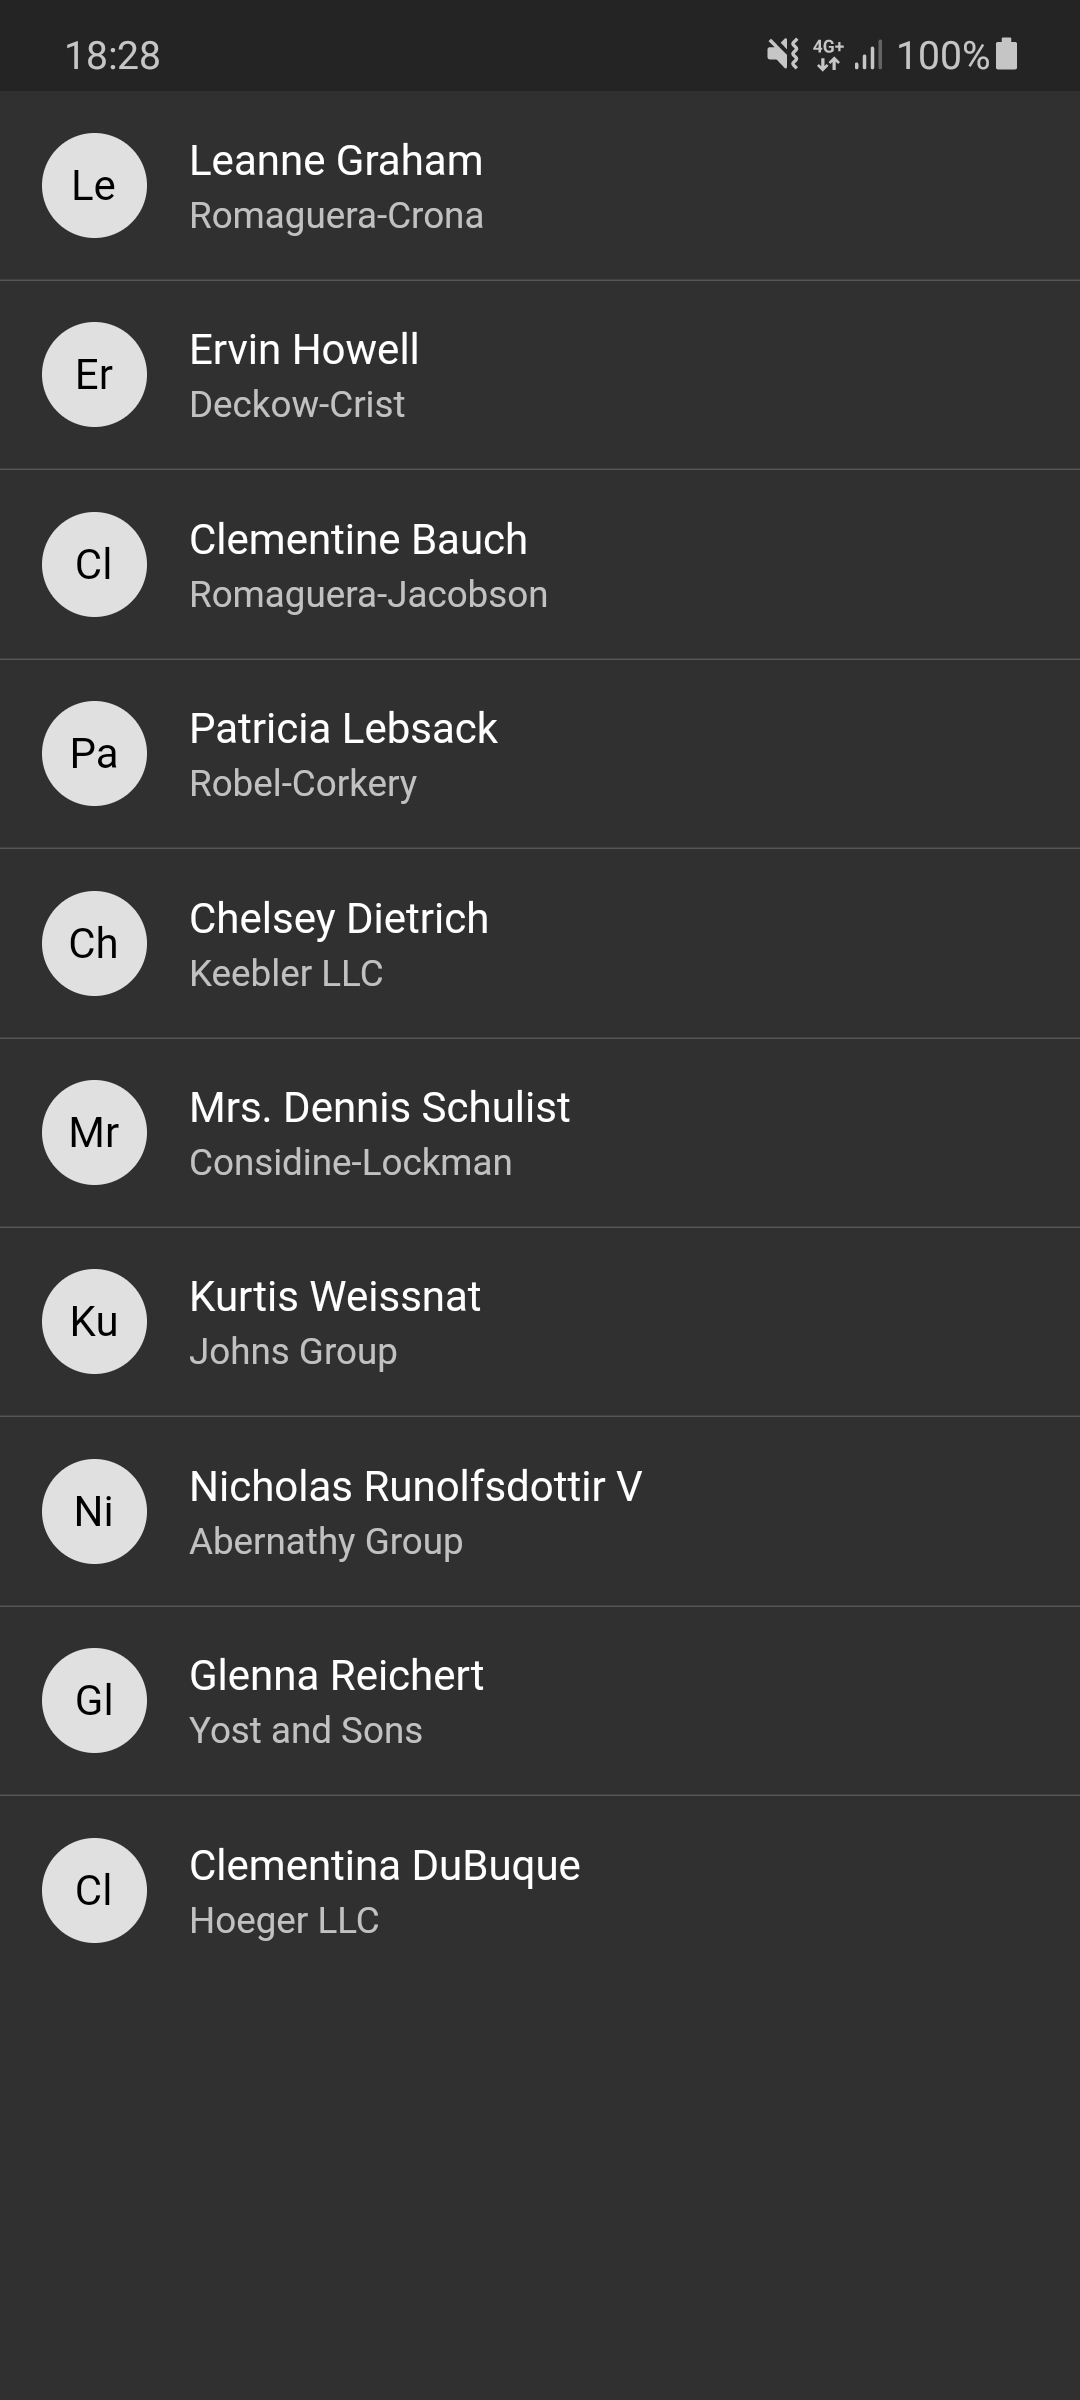 18:28 4G+ 100%
Le
Leanne Graham
Romaguera-Crona
Er
Ervin Howell
Deckow-Crist
Cl
Clementine Bauch
Romaguera-Jacobson
Pa
Patricia Lebsack
Robel-Corkery
Ch
Chelsey Dietrich
Keebler LLC
Mr
Mrs. Dennis Schulist
Considine-Lockman
Ku
Kurtis Weissnat
Johns Group
Ni
Nicholas Runolfsdottir V
Abernathy Group
Gl
Glenna Reichert
Yost and Sons
Cl
Clementina DuBuque
Hoeger LLC